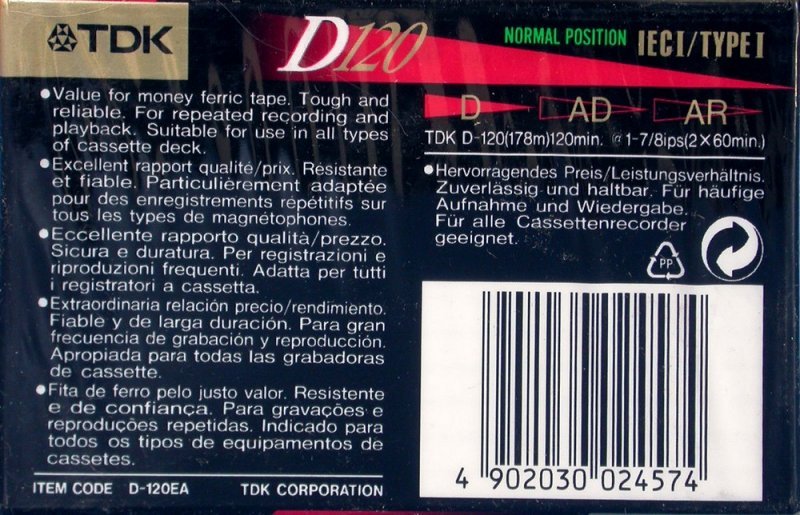 TDK
D120
NORMAL POSITION IECI/TYPEI
•Value for money ferric tape. Tough and
reliable. For repeated recording and
playback. Suitable for use in all types
of cassette deck.
•Excellent rapport qualité/prix. Résistante
et fiable. Particulièrement adaptée
pour des enregistrements répétitifs sur
tous les types de magnétophones.
•Eccellente rapporto qualità/prezzo.
Sicura e duratura. Per registrazioni e
riproduzioni frequenti. Adatta per tutti
i registratori a cassetta.
•Extraordinaria relación precio/rendimiento.
Fiable y de larga duración. Para gran
frecuencia de grabación y reproducción.
Apropiada para todas las grabadoras
de cassette.
•Fita de ferro pelo justo valor. Resistente
e de confiança. Para gravações e
reproduções repetidas. Indicado para
todos os tipos de equipamentos de
cassetes.
ITEM CODE D-120EA TDK CORPORATION
D AD AR
TDK D-120(178m)120min. @1-7/8ips(2×60min.)
•Hervorragendes Preis/Leistungsverhältnis.
Zuverlässig und haltbar. Für häufige
Aufnahme und Wiedergabe.
Für alle Cassettenrecorder
geeignet.
PP
4 902030 024574